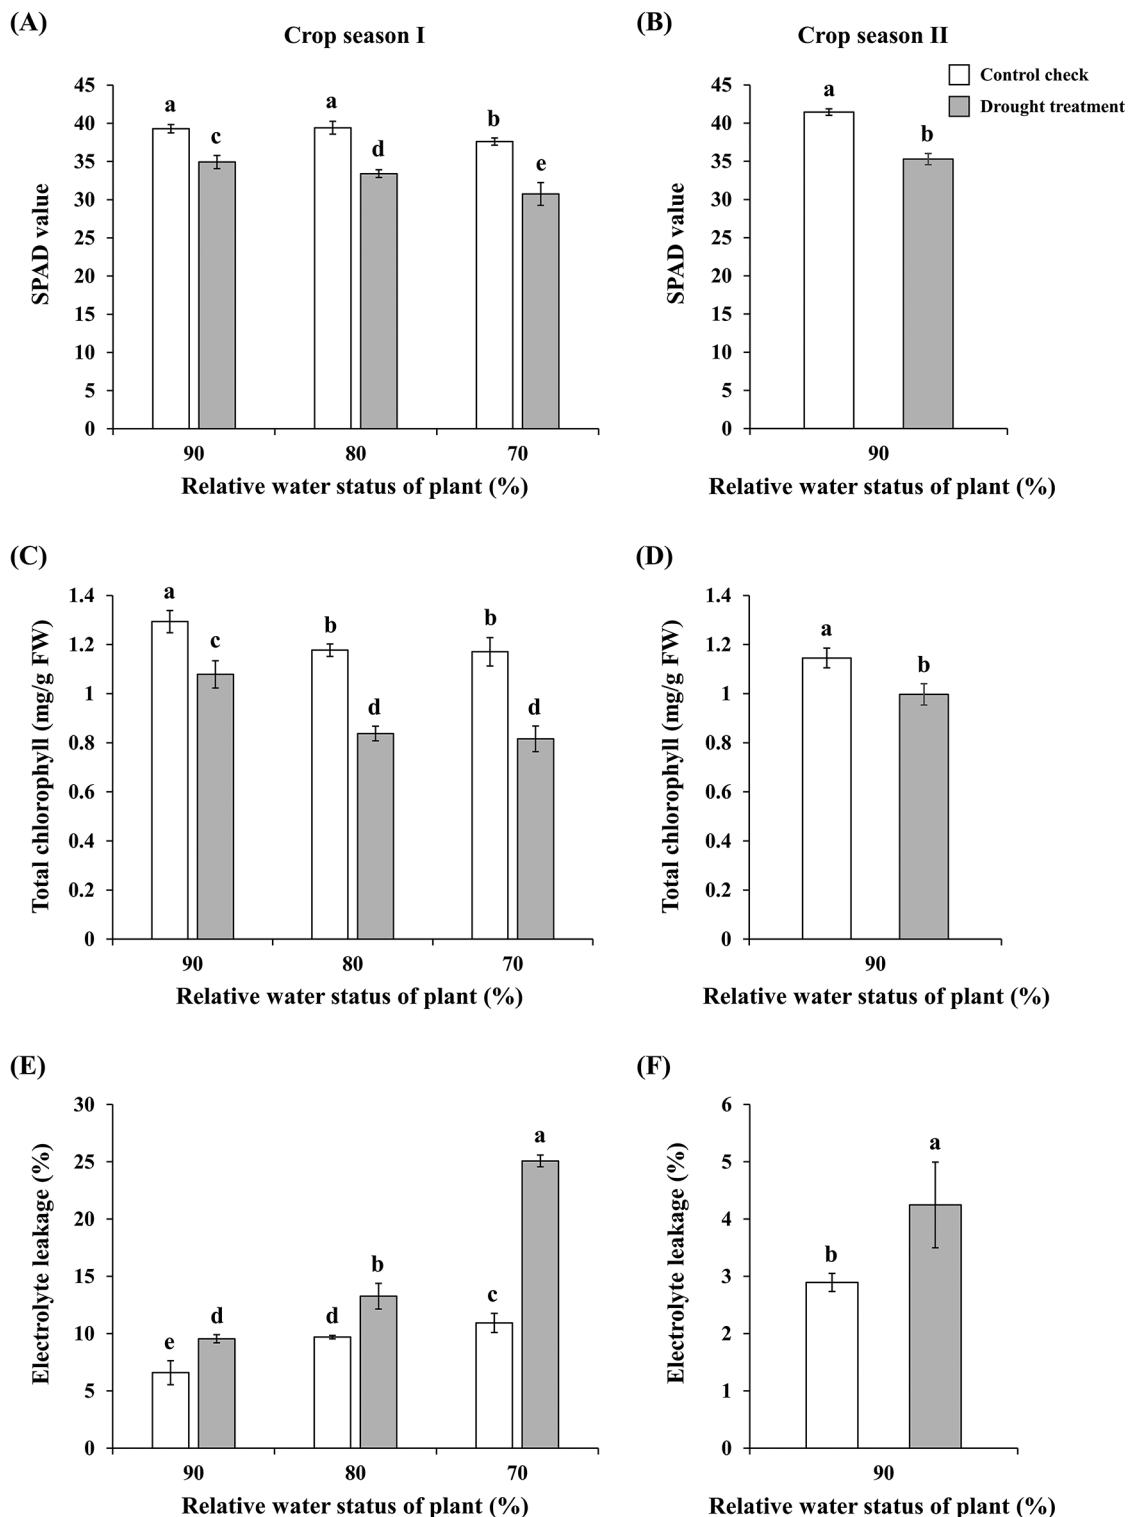 (A)
Crop season I
45
40
35
30
25
20
15
10
5
0
SPAD value
a
c
a
d
b
e
90 80 70
Relative water status of plant (%)
(B)
Crop season II
Control check
Drought treatment
45
40
35
30
25
20
15
10
5
0
SPAD value
a
b
90
Relative water status of plant (%)
(C)
1.4
1.2
1
0.8
0.6
0.4
0.2
0
Total chlorophyll (mg/g FW)
a
c
b
d
b
d
90 80 70
Relative water status of plant (%)
(D)
1.4
1.2
1
0.8
0.6
0.4
0.2
0
Total chlorophyll (mg/g FW)
a
b
90
Relative water status of plant (%)
(E)
30
25
20
15
10
5
0
Electrolyte leakage (%)
e
d
d
b
c
a
90 80 70
Relative water status of plant (%)
(F)
6
5
4
3
2
1
0
Electrolyte leakage (%)
b
a
90
Relative water status of plant (%)